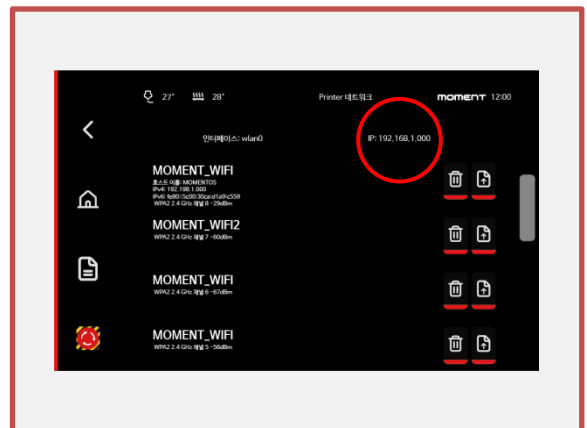 27° 28° Printer 네트워크 moment 12:00
인터페이스: wlan0 IP: 192,168,1,000
MOMENT_WIFI
호스트 이름: MOMENTOS
IPv4: 192,198.1.000
WPA2 2.4 GHz 채널 8 -29dBm
MOMENT_WIFI2
WPA2 2.4 GHz 채널 7 -60dBm
MOMENT_WIFI
WPA2 2.4 GHz 채널 6 -67dBm
MOMENT_WIFI
WPA2 2.4 GHz 채널 5 -56dBm